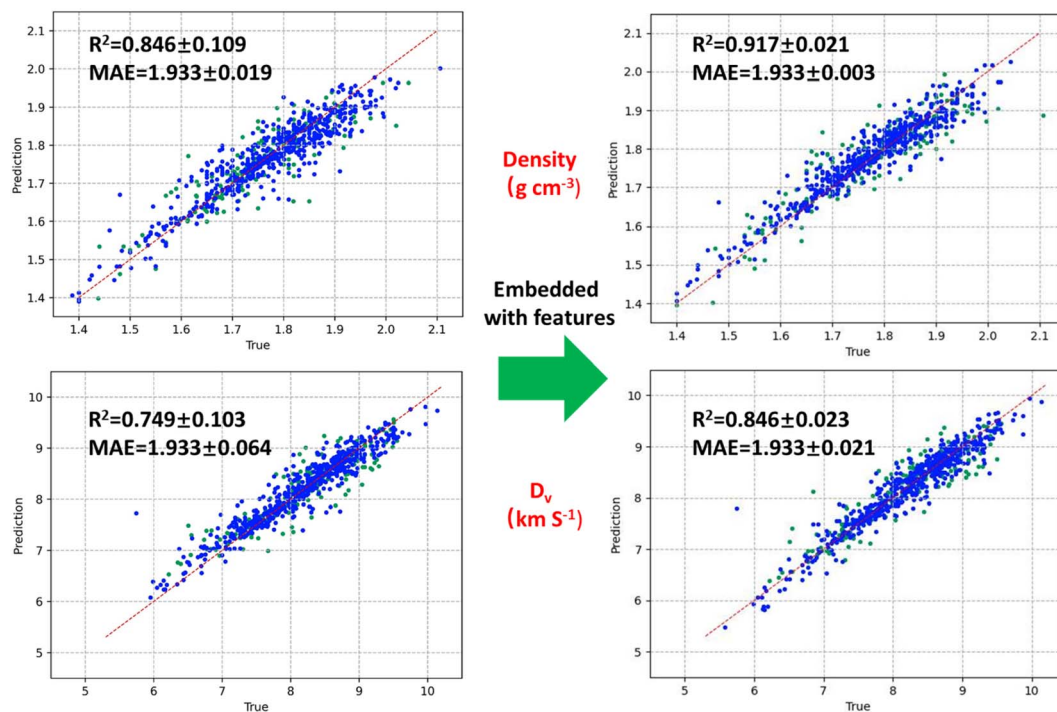 R²=0.846±0.109
MAE=1.933±0.019
2.1
2.0
1.9
1.8
1.7
1.6
1.5
1.4
Prediction
1.4 1.5 1.6 1.7 1.8 1.9 2.0 2.1
True
Density
(g cm⁻³)
R²=0.917±0.021
MAE=1.933±0.003
2.1
2.0
1.9
1.8
1.7
1.6
1.5
1.4
Prediction
1.4 1.5 1.6 1.7 1.8 1.9 2.0 2.1
True
Embedded
with features
R²=0.749±0.103
MAE=1.933±0.064
10
9
8
7
6
5
Prediction
5 6 7 8 9 10
True
Dᵥ
(km S⁻¹)
R²=0.846±0.023
MAE=1.933±0.021
10
9
8
7
6
5
Prediction
5 6 7 8 9 10
True